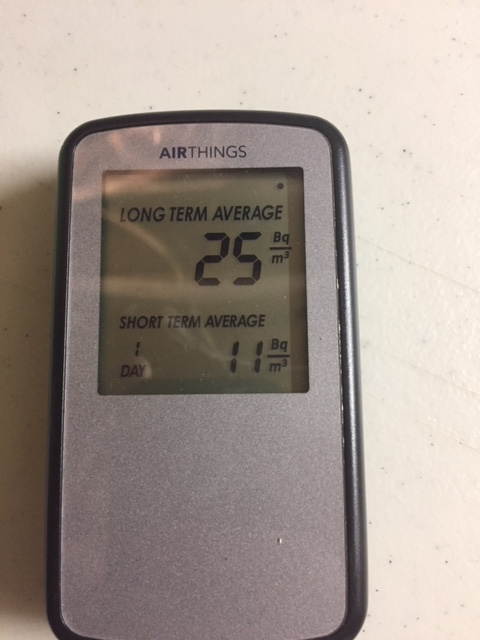 AIRTHINGS
LONG TERM AVERAGE
25 Bq/m³
SHORT TERM AVERAGE
1 DAY 11 Bq/m³